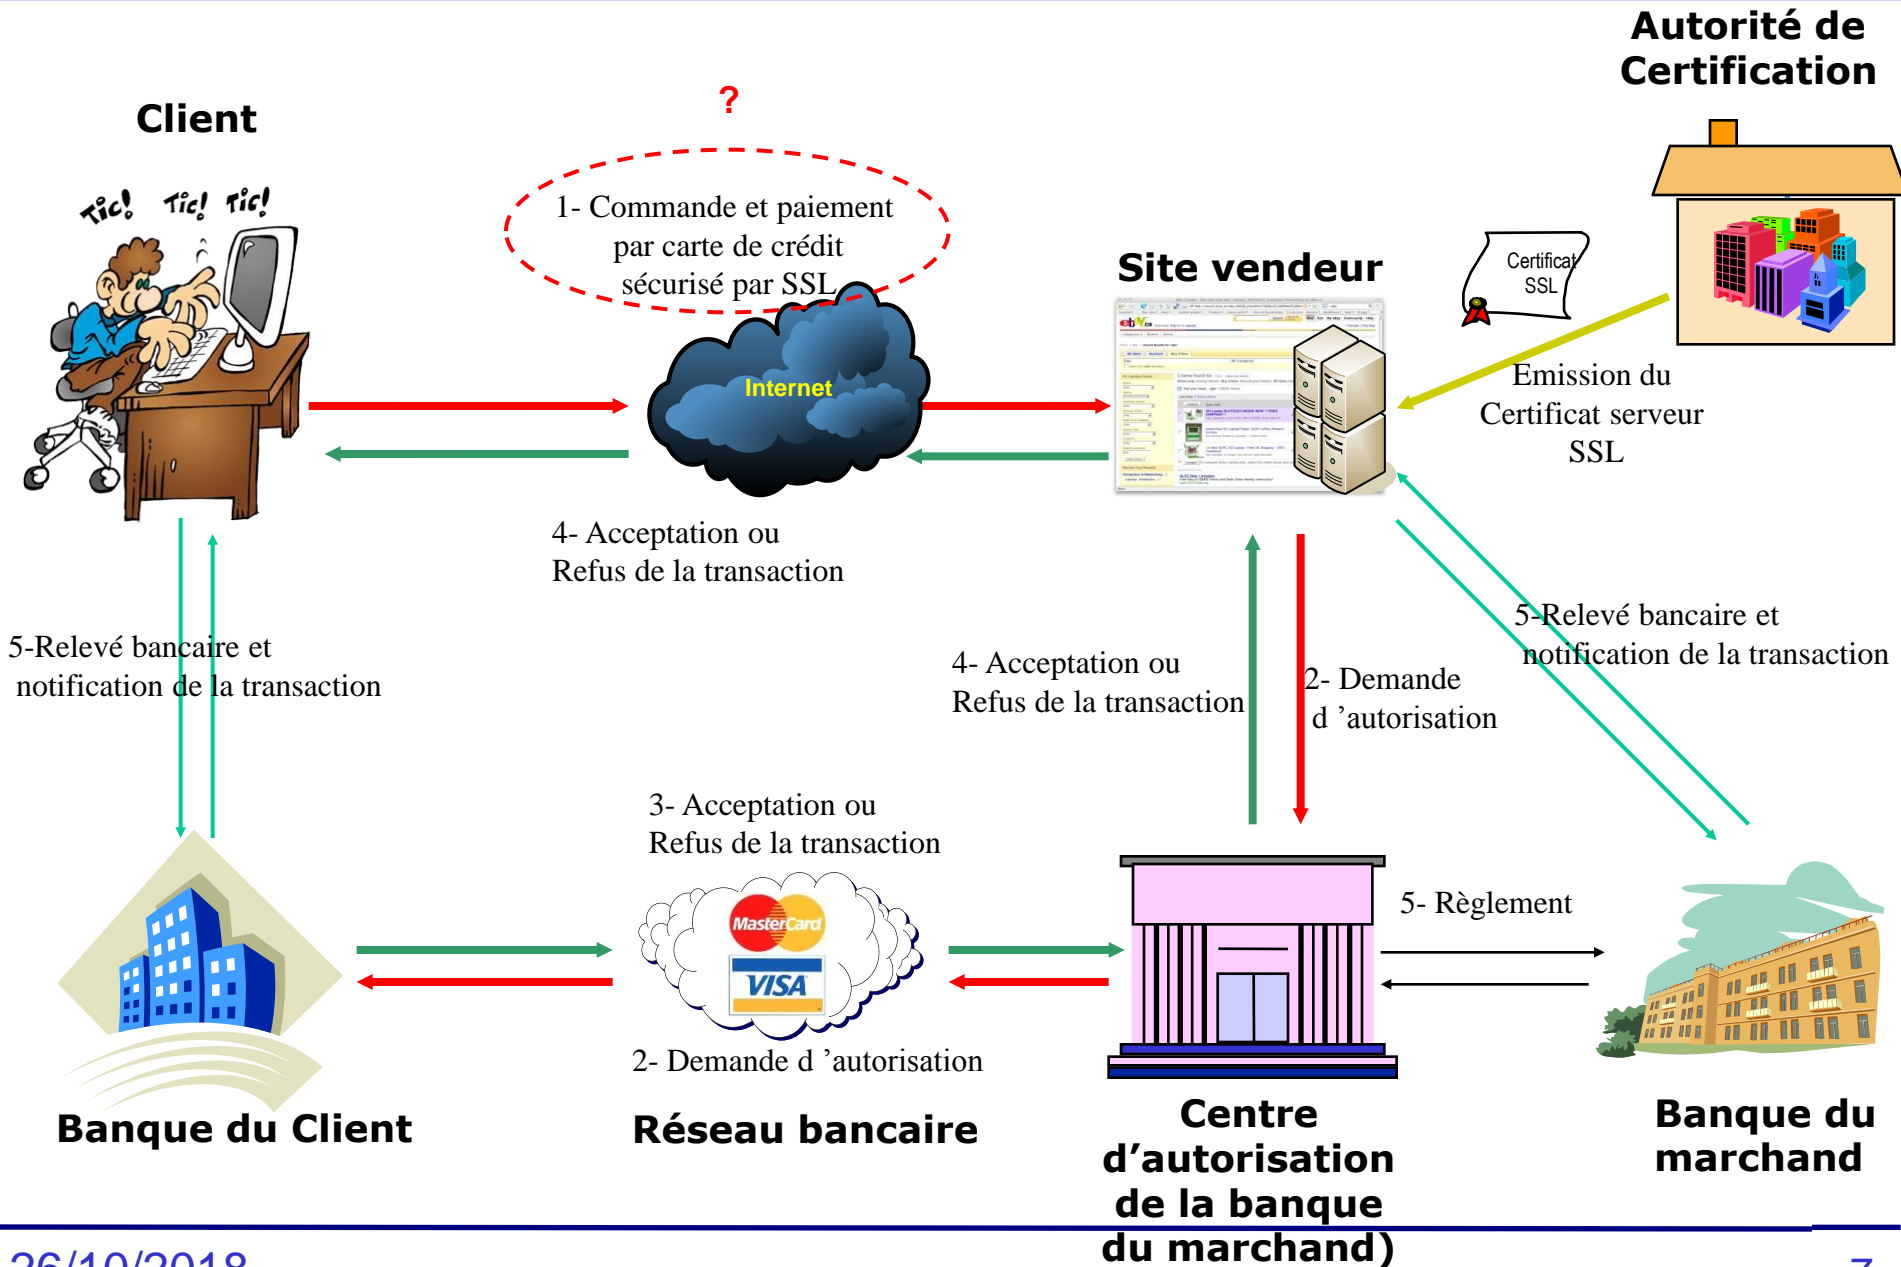 Autorité de
Certification
Client
?
Tic! Tic! Tic!
1- Commande et paiement
par carte de crédit
sécurisé par SSL
Site vendeur
Certificat
SSL
Internet
Emission du
Certificat serveur
SSL
4- Acceptation ou
Refus de la transaction
5-Relevé bancaire et
notification de la transaction
4- Acceptation ou
Refus de la transaction
2- Demande
d ’autorisation
5-Relevé bancaire et
notification de la transaction
3- Acceptation ou
Refus de la transaction
MasterCard
VISA
5- Règlement
2- Demande d ’autorisation
Banque du Client
Réseau bancaire
Centre
d’autorisation
de la banque
du marchand)
Banque du
marchand
26/10/2018
7